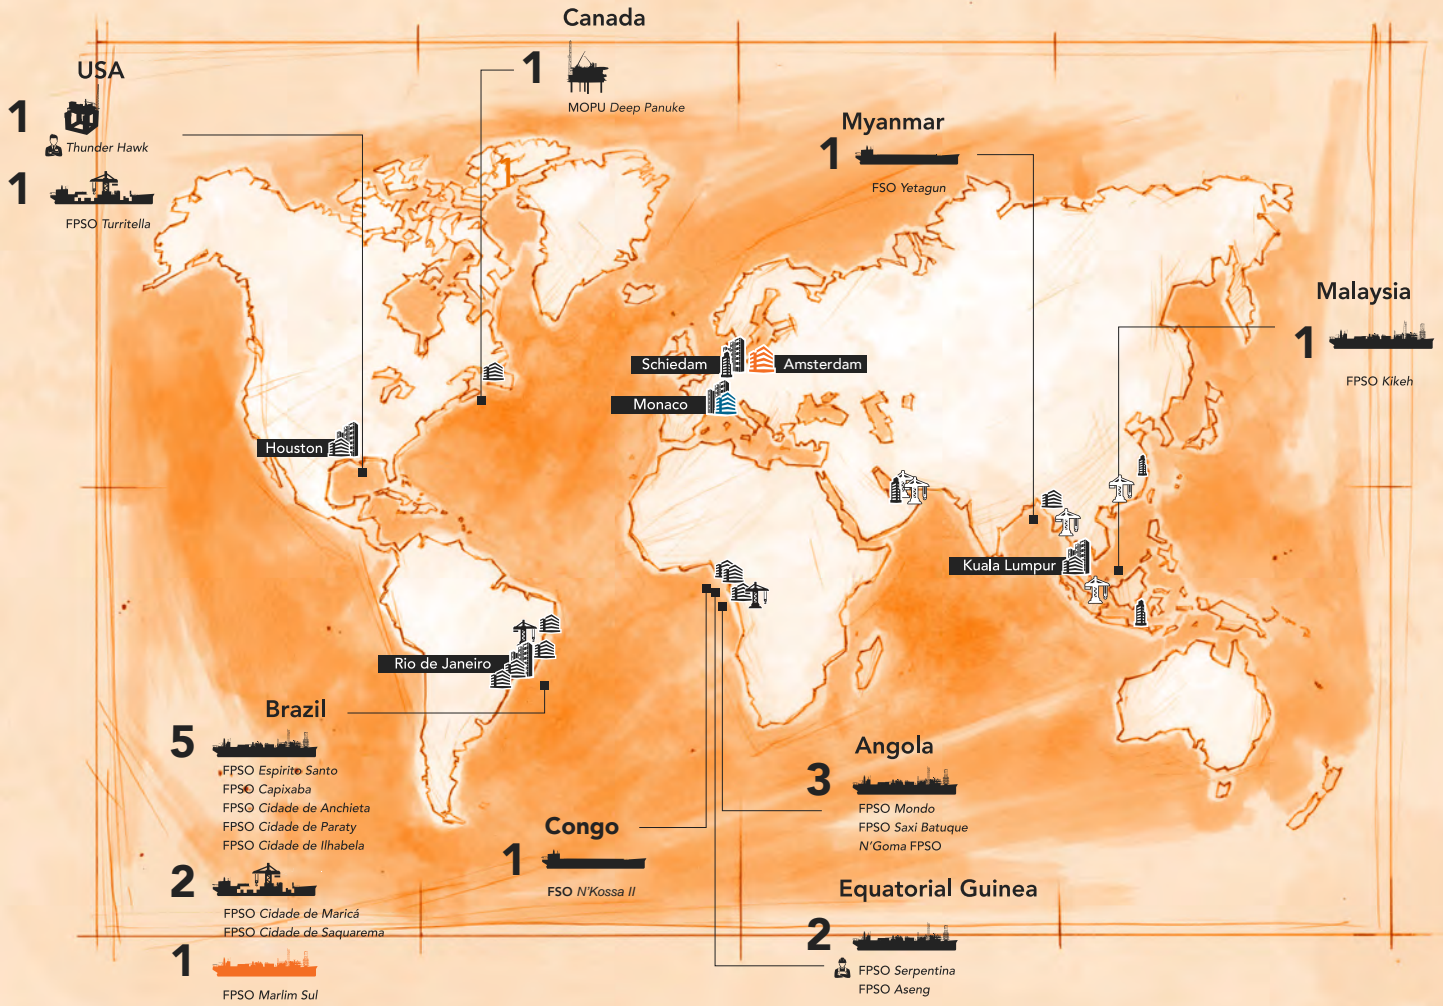 Canada
1
MOPU Deep Panuke
USA
1
Thunder Hawk
1
FPSO Turritella
1
Myanmar
1
FSO Yetagun
Malaysia
1
FPSO Kikeh
Schiedam
Amsterdam
Monaco
Houston
Kuala Lumpur
Rio de Janeiro
Brazil
5
FPSO Espirito Santo
FPSO Capixaba
FPSO Cidade de Anchieta
FPSO Cidade de Paraty
FPSO Cidade de Ilhabela
2
FPSO Cidade de Maricá
FPSO Cidade de Saquarema
1
FPSO Marlim Sul
Congo
1
FSO N'Kossa II
Angola
3
FPSO Mondo
FPSO Saxi Batuque
N'Goma FPSO
Equatorial Guinea
2
FPSO Serpentina
FPSO Aseng